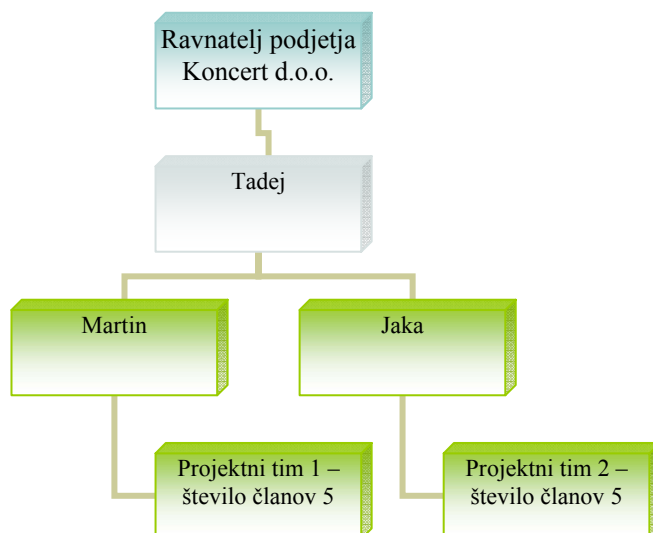 Ravnatelj podjetja
Koncert d.o.o.
Tadej
Martin
Jaka
Projektni tim 1 –
število članov 5
Projektni tim 2 –
število članov 5